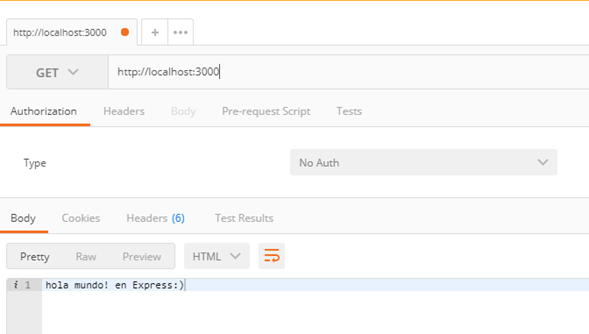 http://localhost:3000
GET http://localhost:3000
Authorization Headers Body Pre-request Script Tests
Type No Auth
Body Cookies Headers (6) Test Results
Pretty Raw Preview HTML
i 1 hola mundo! en Express:)